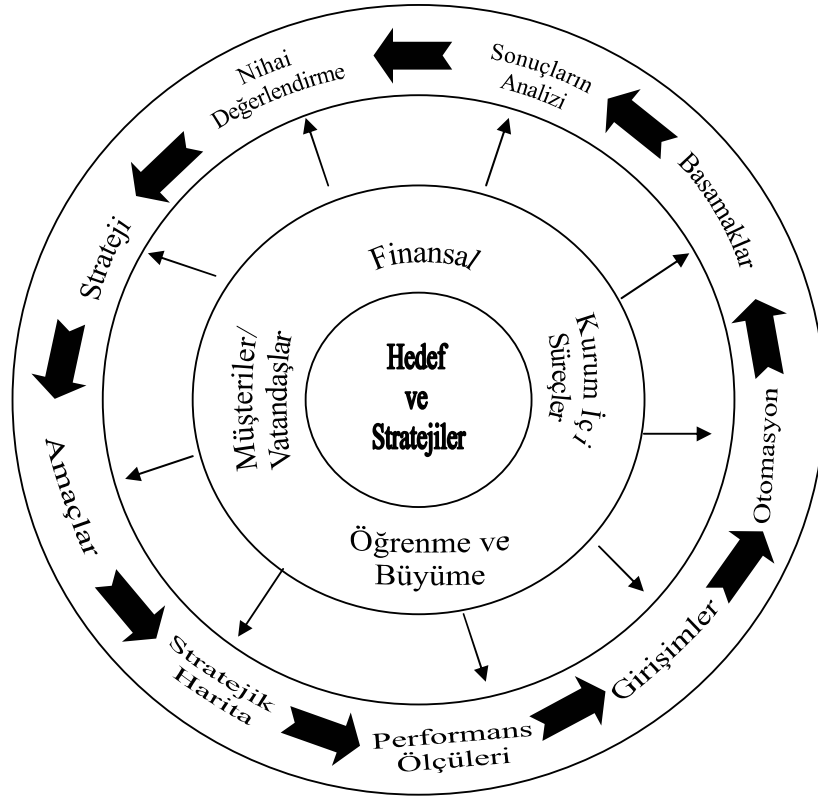 Nihai
Değerlendirme
Sonuçların
Analizi
Basamaklar
Otomasyon
Girişimler
Performans
Ölçüleri
Stratejik
Harita
Amaçlar
Strateji
Finansal
Kurum İçi
Süreçler
Öğrenme ve
Büyüme
Müşteriler/
Vatandaşlar
Hedef
ve
Stratejiler